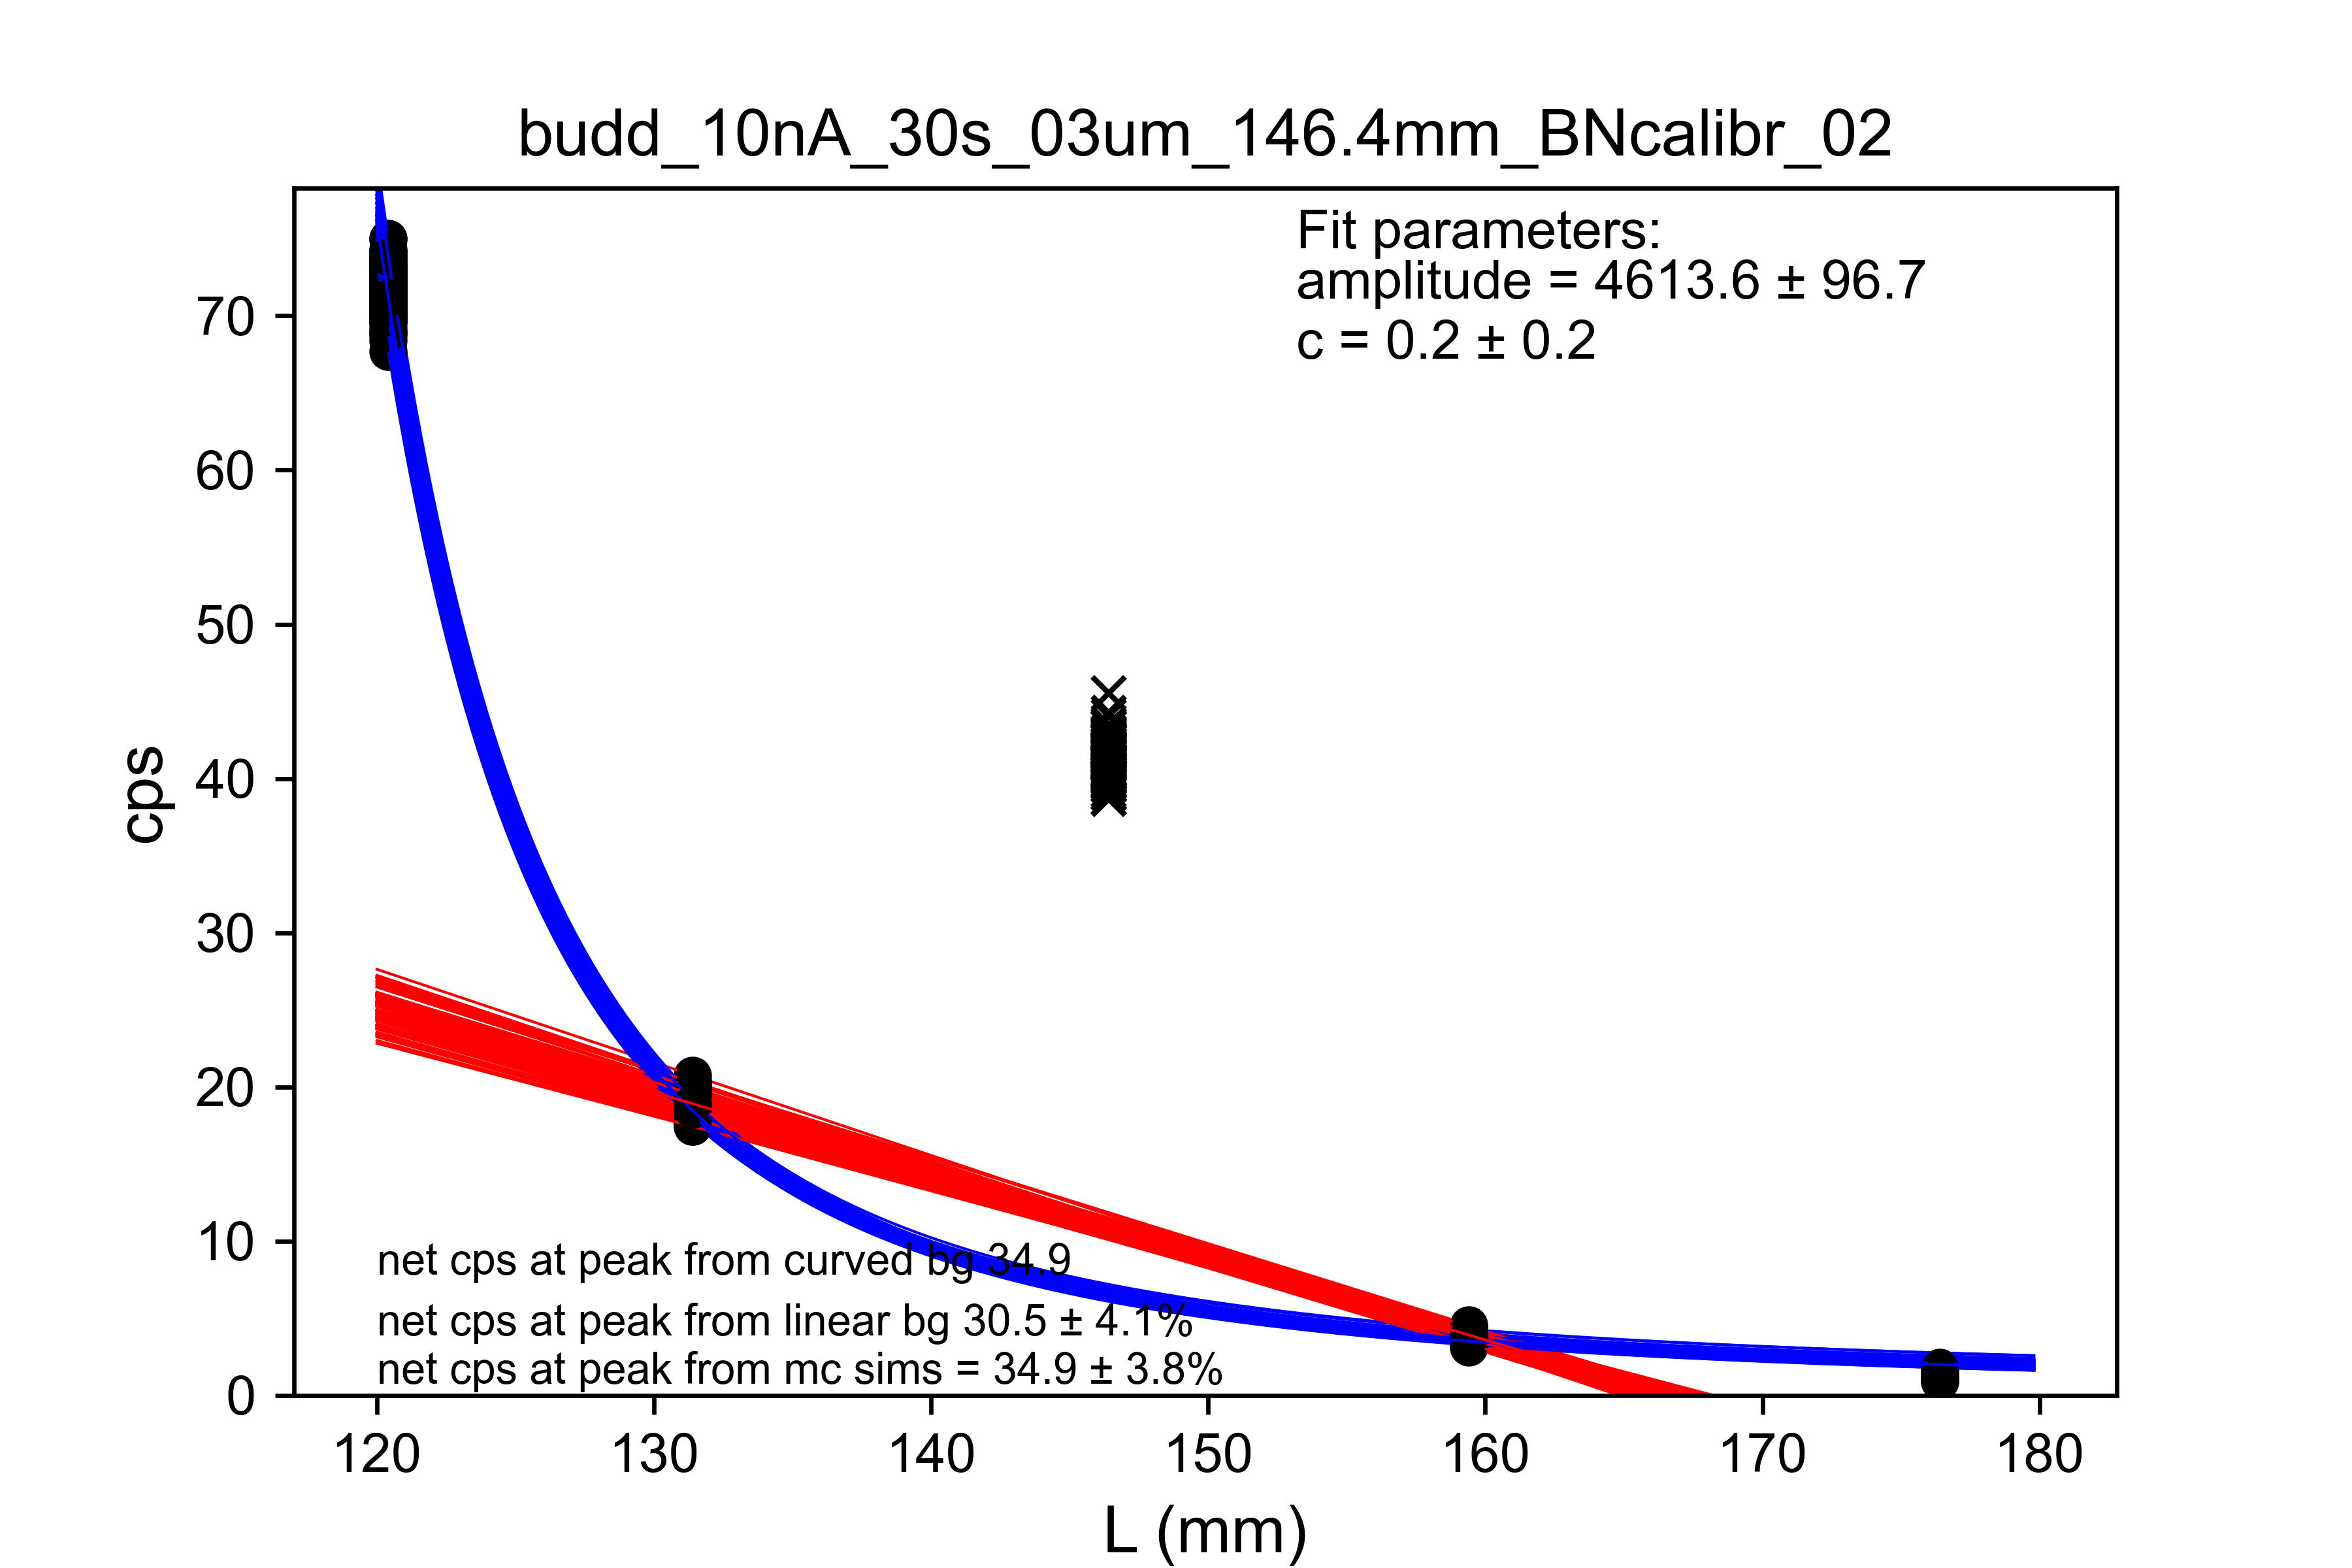 budd_10nA_30s_03um_146.4mm_BNcalibr_02
Fit parameters:
amplitude = 4613.6 ± 96.7
c = 0.2 ± 0.2
70
60
50
40
30
20
10
0
cps
net cps at peak from curved bg 34.9
net cps at peak from linear bg 30.5 ± 4.1%
net cps at peak from mc sims = 34.9 ± 3.8%
120 130 140 150 160 170 180
L (mm)